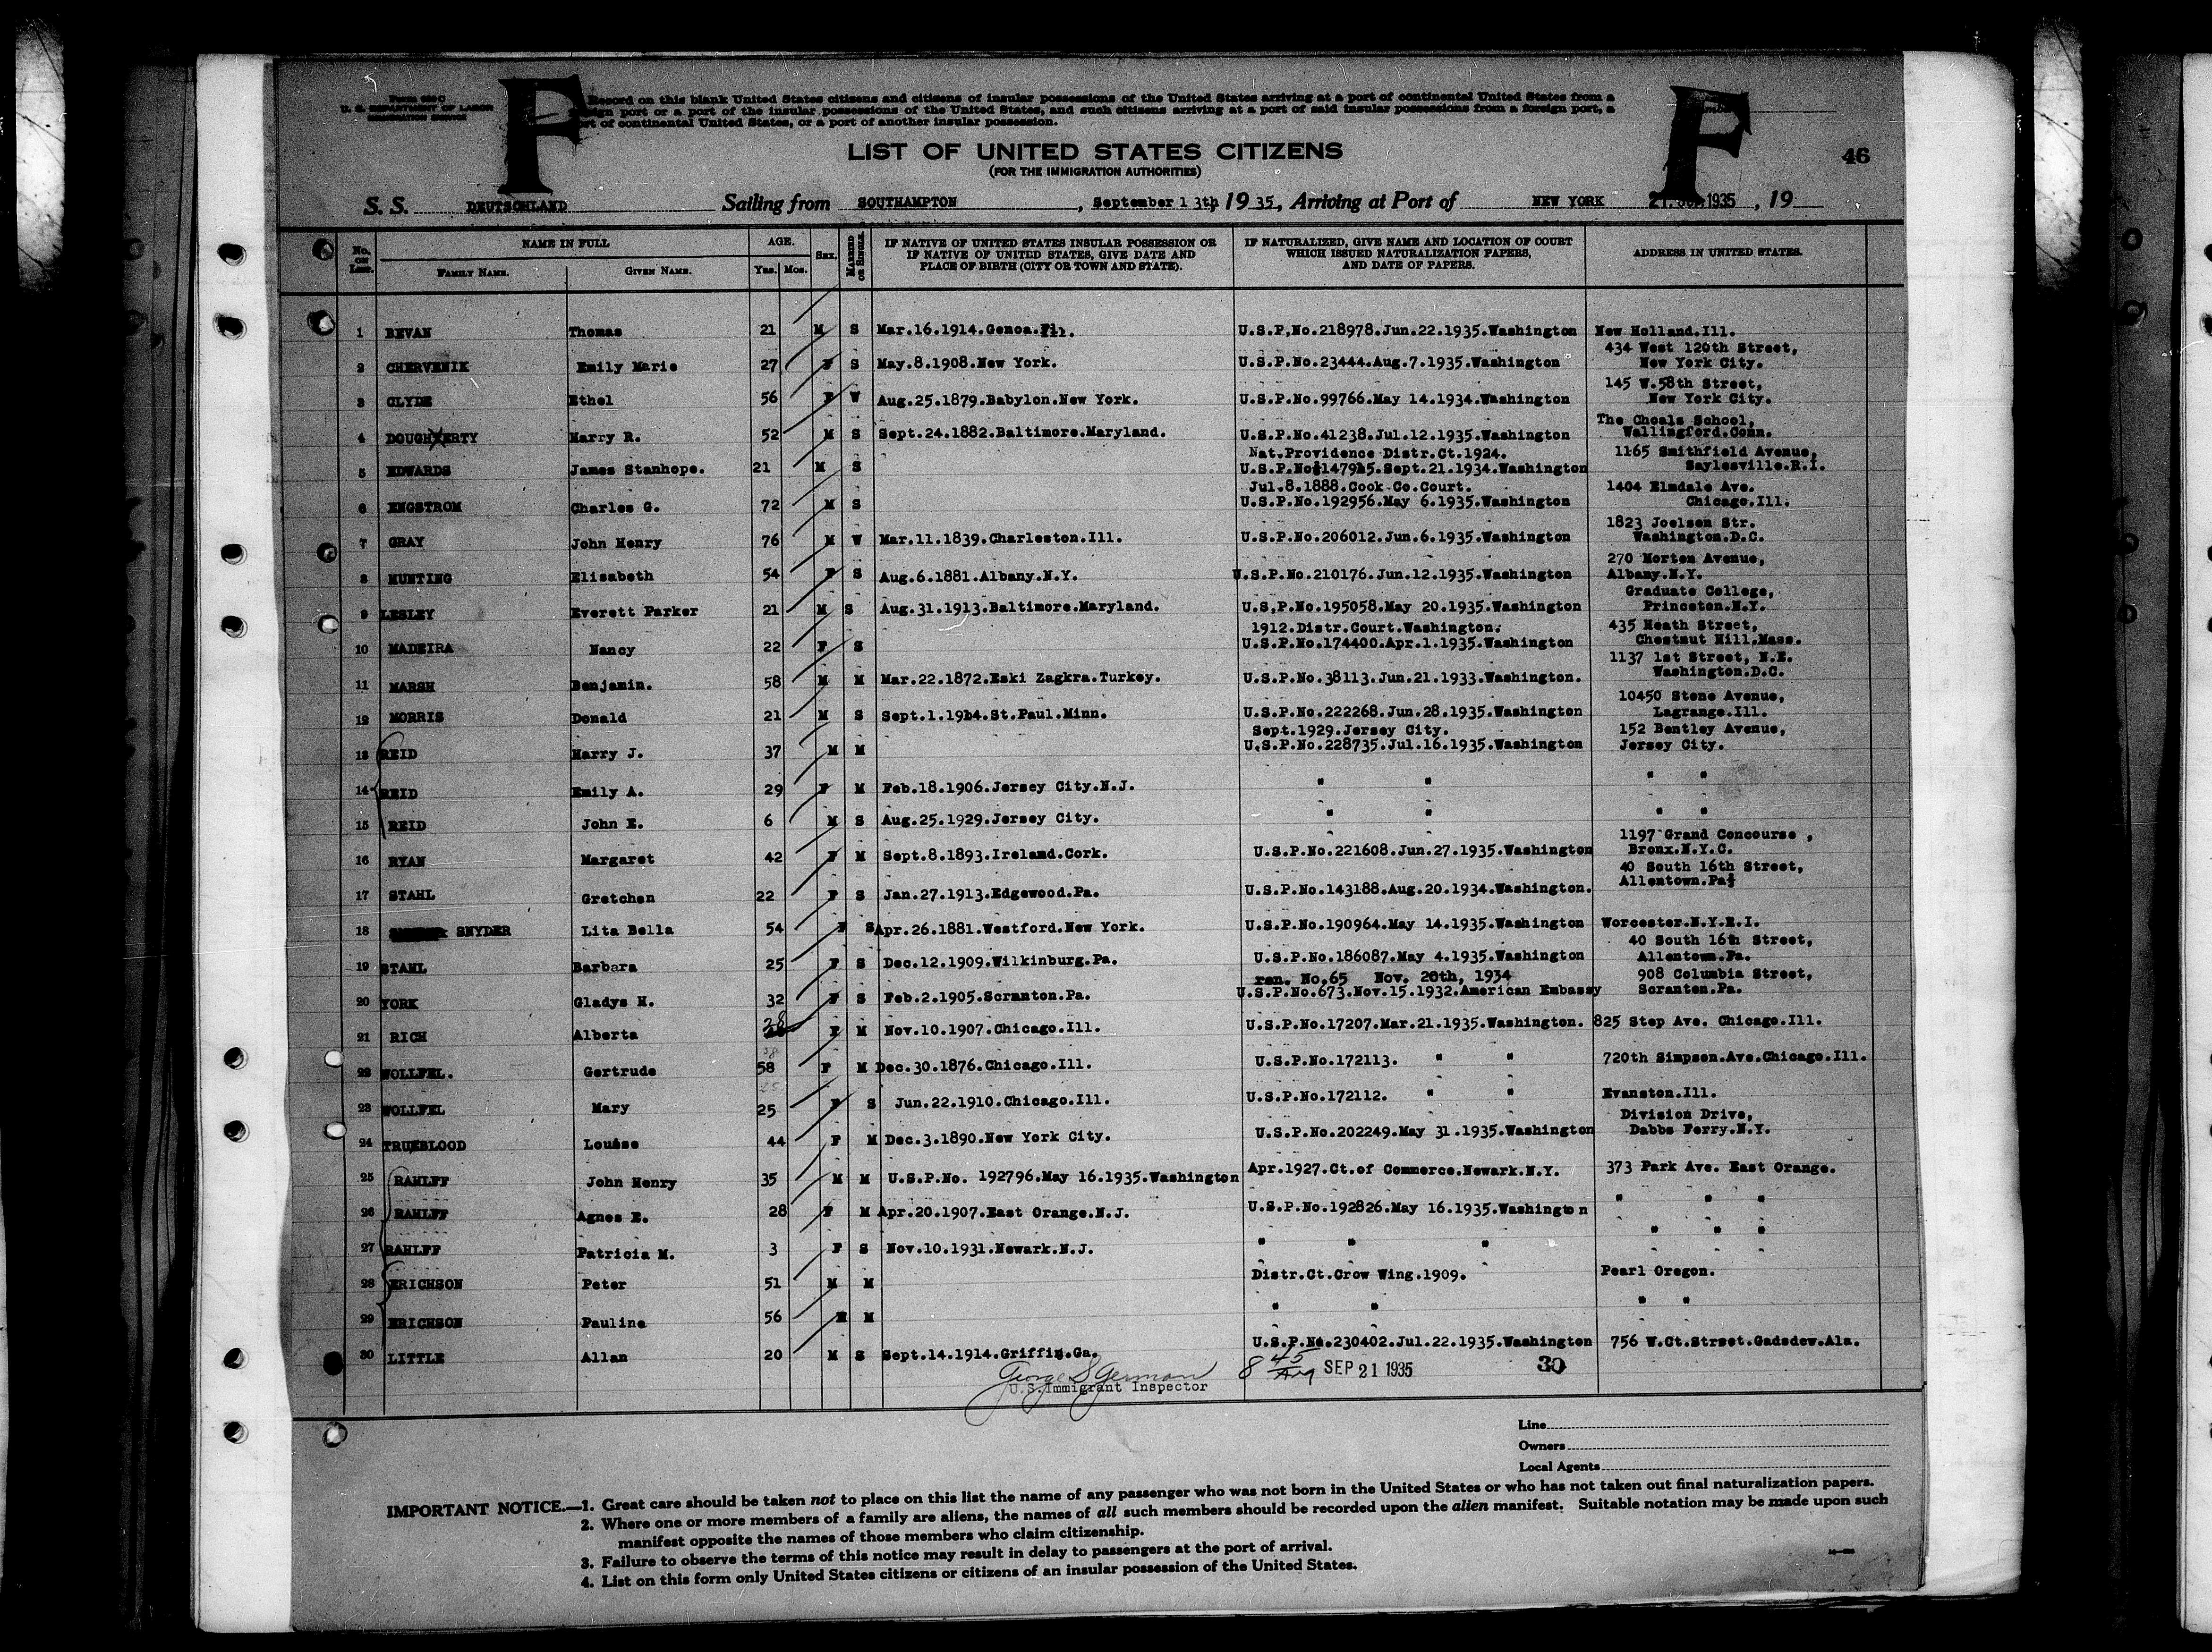 U. S. DEPARTMENT OF LABOR
IMMIGRATION SERVICE
F
F
Record on this blank United States citizens and citizens of insular possessions of the United States arriving at a port of continental United States from a
ign port or a port of the insular possessions of the United States, and such citizens arriving at a port of said insular possessions from a foreign port, a
rt of continental United States, or a port of another insular possession.
LIST OF UNITED STATES CITIZENS
(FOR THE IMMIGRATION AUTHORITIES)
46
S. S. DEUTSCHLAND Sailing from SOUTHAMPTON, September 13th, 1935, Arriving at Port of NEW YORK 1935, 19
No. ON LIST. NAME IN FULL FAMILY NAME. GIVEN NAME. AGE. YRS. MOS. SEX. MARRIED OR SINGLE. IF NATIVE OF UNITED STATES INSULAR POSSESSION OR IF NATIVE OF UNITED STATES, GIVE DATE AND PLACE OF BIRTH (CITY OR TOWN AND STATE). IF NATURALIZED, GIVE NAME AND LOCATION OF COURT WHICH ISSUED NATURALIZATION PAPERS, AND DATE OF PAPERS. ADDRESS IN UNITED STATES.
1 BEVAN Thomas 21 M S Mar.16.1914.Genoa. U.S.P,No.218978.Jun.22.1935.Washington New Holland.Ill.
2 CHERVENIK Emily Marie 27 F S May.8.1908.New York. U.S.P.No.23444.Aug.7.1935.Washington 434 West 120th Street, New York City.
3 CLYDE Ethel 56 F W Aug.25.1879.Babylon.New York. U.S.P.No.99766.May 14.1934.Washington 145 W.58th Street, New York City.
4 DOUGHERTY Harry R. 52 M S Sept.24.1882.Baltimore.Maryland. U.S.P.No.41238.Jul.12.1935.Washington The Choals School, Wallingford.Conn.
5 EDWARDS James Stanhope. 21 M S Nat.Providence Distr.Ct.1924. Sept.21.1934.Washington 1165 Smithfield Avenue, Saylesville.R.I.
6 ENGSTROM Charles G. 72 M S Jul.8.1888.Cook Co.Court. U.S.P.No.192956.May 6.1935.Washington 1404 Elmdale Ave. Chicago.Ill.
7 GRAY John Henry 76 M W Mar.11.1839.Charleston.Ill. U.S.P.No.206012.Jun.6.1935.Washington 1823 Joelsen Str. Washington.D.C.
8 HUNTING Elisabeth 54 F S Aug.6.1881.Albany.N.Y. U.S.P.No.210176.Jun.12.1935.Washington 270 Morton Avenue, Albany.N.Y.
9 LESLEY Everett Parker 21 M S Aug.31.1913.Baltimore.Maryland. U.S,P.No.195058.May 20.1935.Washington Graduate College, Princeton.N.Y.
10 MADEIRA Nancy 22 F S 1912.Distr.Court.Washington. U.S.P.No.174400.Apr.1.1935.Washington 435 Heath Street, Chestnut Hill.Mass.
11 MARSH Benjamin. 58 M M Mar.22.1872.Eski Zagkra.Turkey. U.S.P.No.38113.Jun.21.1933.Washington. 1137 1st Street, N.E. Washington.D.C.
12 MORRIS Donald 21 M S Sept.1.1914.St.Paul.Minn. U.S.P.No.222268.Jun.28.1935.Washington 10450 Stone Avenue, Lagrange.Ill.
13 REID Harry J. 37 M M Sept.1929.Jersey City. U.S.P.No.228735.Jul.16.1935.Washington 152 Bentley Avenue, Jersey City.
14 REID Emily A. 29 F M Feb.18.1906.Jersey City.N.J. " " " "
15 REID John E. 6 M S Aug.25.1929.Jersey City. " " " "
16 RYAN Margaret 42 F M Sept.8.1893.Ireland.Cork. U.S.P.No.221608.Jun.27.1935.Washington 1197 Grand Concourse , Bronx.N.Y.C.
17 STAHL Gretchen 22 F S Jan.27.1913.Edgewood.Pa. U.S.P.No.143188.Aug.20.1934.Washington. 40 South 16th Street, Allentown.Pa.
18 SNYDER Lita Bella 54 F S Apr.26.1881.Westford.New York. U.S.P.No.190964.May 14.1935.Washington Worcester.N.Y.R.I.
19 STAHL Barbara 25 F S Dec.12.1909.Wilkinburg.Pa. U.S.P.No.186087.May 4.1935.Washington 40 South 16th Street, Allentown.Pa.
20 YORK Gladys H. 32 F S Feb.2.1905.Scranton.Pa. ren. No.65 Nov. 20th, 1934 U.S.P.No.673.Nov.15.1932.American Embassy 908 Columbia Street, Scranton.Pa.
21 RICH Alberta 28 F M Nov.10.1907.Chicago.Ill. U.S.P.No.17207.Mar.21.1935.Washington. 825 Step Ave. Chicago.Ill.
22 WOLLFEL. Gertrude 58 F M Dec.30.1876.Chicago.Ill. U.S.P.No.172113. " " 720th Simpson.Ave.Chicago.Ill.
23 WOLLFEL Mary 25 F S Jun.22.1910.Chicago.Ill. U.S.P.No.172112. " " Evanston.Ill.
24 TRUEBLOOD Louise 44 F M Dec.3.1890.New York City. U.S.P.No.202249.May 31.1935.Washington Division Drive, Dabbs Ferry.N.Y.
25 RAHLFF John Henry 35 M M U.S.P.No. 192796.May 16.1935.Washington Apr.1927.Ct.of Commerce.Newark.N.Y. 373 Park Ave. East Orange.
26 RAHLFF Agnes E. 28 F M Apr.20.1907.East Orange.N.J. U.S.P.No.192826.May 16.1935.Washington " " "
27 RAHLFF Patricia M. 3 F S Nov.10.1931.Newark.N.J. " " " " " "
28 ERICHSON Peter 51 M M Distr.Ct.Crow Wing.1909. Pearl Oregon.
29 ERICHSON Pauline 56 M " " " "
30 LITTLE Allan 20 M S Sept.14.1914.Griffin.Ga. U.S.P.No.230402.Jul.22.1935.Washington 756 W.Ct.Street.Gadsdew.Ala.
George S German 8 45 SEP 21 1935 30
U.S.Immigrant Inspector
Line
Owners
Local Agents
IMPORTANT NOTICE.—1. Great care should be taken not to place on this list the name of any passenger who was not born in the United States or who has not taken out final naturalization papers.
2. Where one or more members of a family are aliens, the names of all such members should be recorded upon the alien manifest. Suitable notation may be made upon such
manifest opposite the names of those members who claim citizenship.
3. Failure to observe the terms of this notice may result in delay to passengers at the port of arrival.
4. List on this form only United States citizens or citizens of an insular possession of the United States.